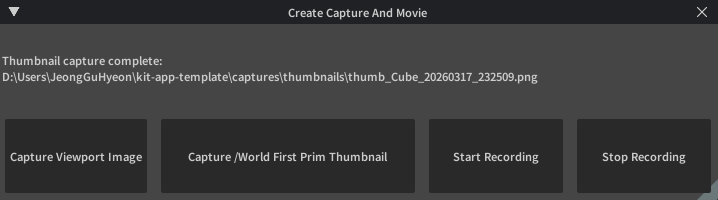 Create Capture And Movie
Thumbnail capture complete:
D:\Users\JeongGuHyeon\kit-app-template\captures\thumbnails\thumb_Cube_20260317_232509.png
Capture Viewport Image
Capture /World First Prim Thumbnail
Start Recording
Stop Recording